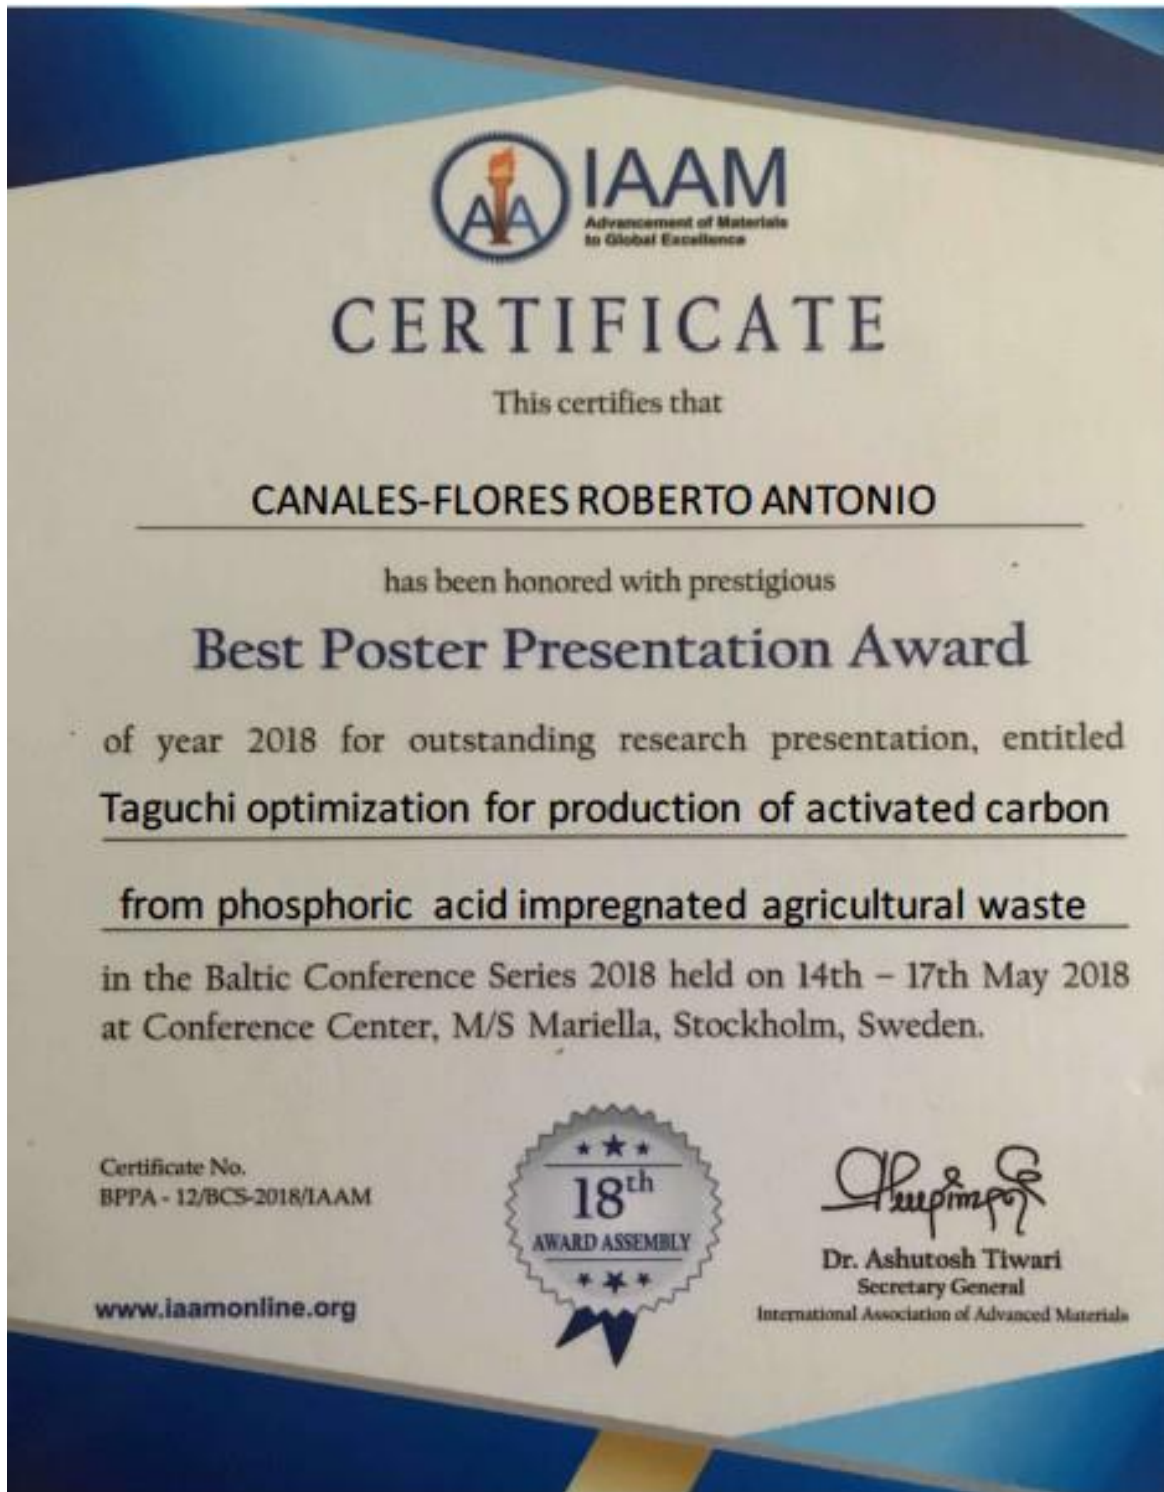 IAAM
Advancement of Materials
to Global Excellence
CERTIFICATE
This certifies that
CANALES-FLORES ROBERTO ANTONIO
has been honored with prestigious
Best Poster Presentation Award
of year 2018 for outstanding research presentation, entitled
Taguchi optimization for production of activated carbon
from phosphoric acid impregnated agricultural waste
in the Baltic Conference Series 2018 held on 14th – 17th May 2018
at Conference Center, M/S Mariella, Stockholm, Sweden.
Certificate No.
BPPA - 12/BCS-2018/IAAM
www.iaamonline.org
18th
AWARD ASSEMBLY
Dr. Ashutosh Tiwari
Secretary General
International Association of Advanced Materials